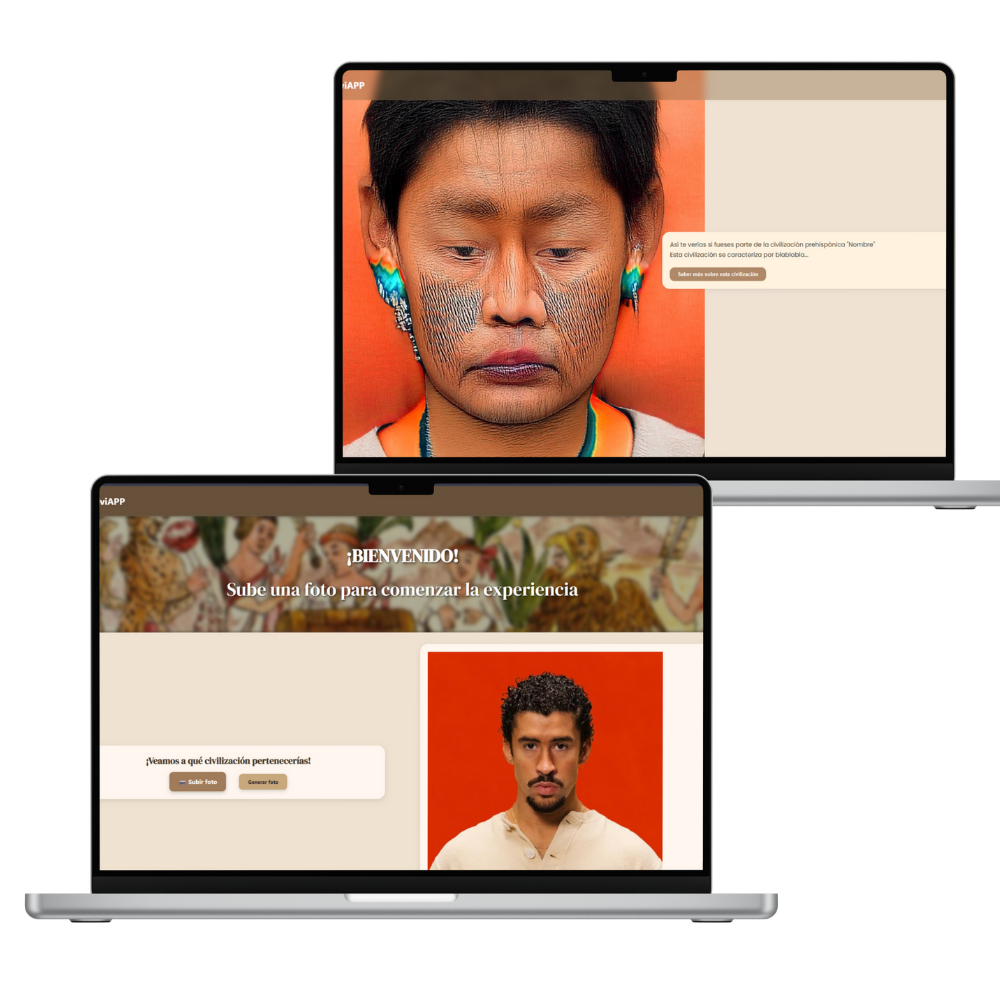 iAPP
Así te verías si fueses parte de la civilización prehispánica "Nombre"
Esta civilización se caracteriza por blablabla...
Saber más sobre esta civilización
viAPP
¡BIENVENIDO!
Sube una foto para comenzar la experiencia
¡Veamos a qué civilización pertenecerías!
Subir foto
Generar foto